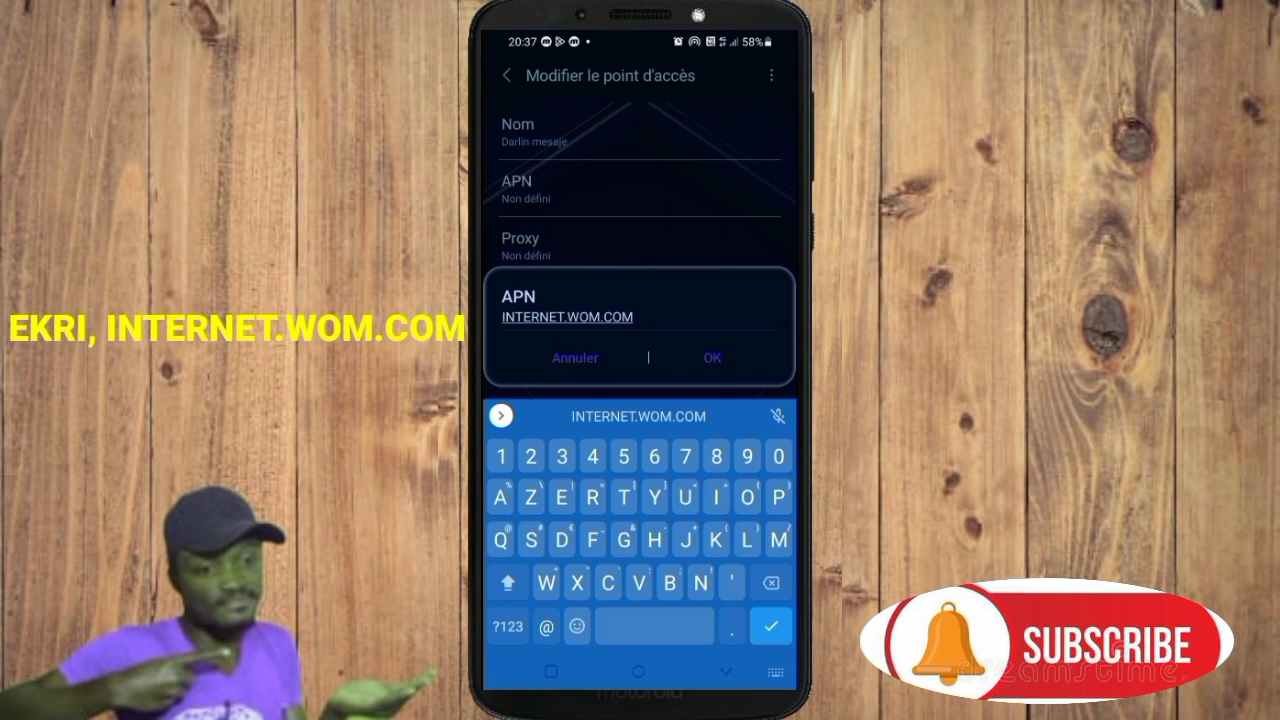 20:37
58%
Modifier le point d'accès
Nom
Darlin mesaje
APN
Non défini
Proxy
Non défini
EKRI, INTERNET.WOM.COM
APN
INTERNET.WOM.COM
Annuler | OK
INTERNET.WOM.COM
1 2 3 4 5 6 7 8 9 0
A Z E R T Y U I O P
Q S D F G H J K L M
W X C V B N '
?123 @ .
SUBSCRIBE
dreamstime
motorola